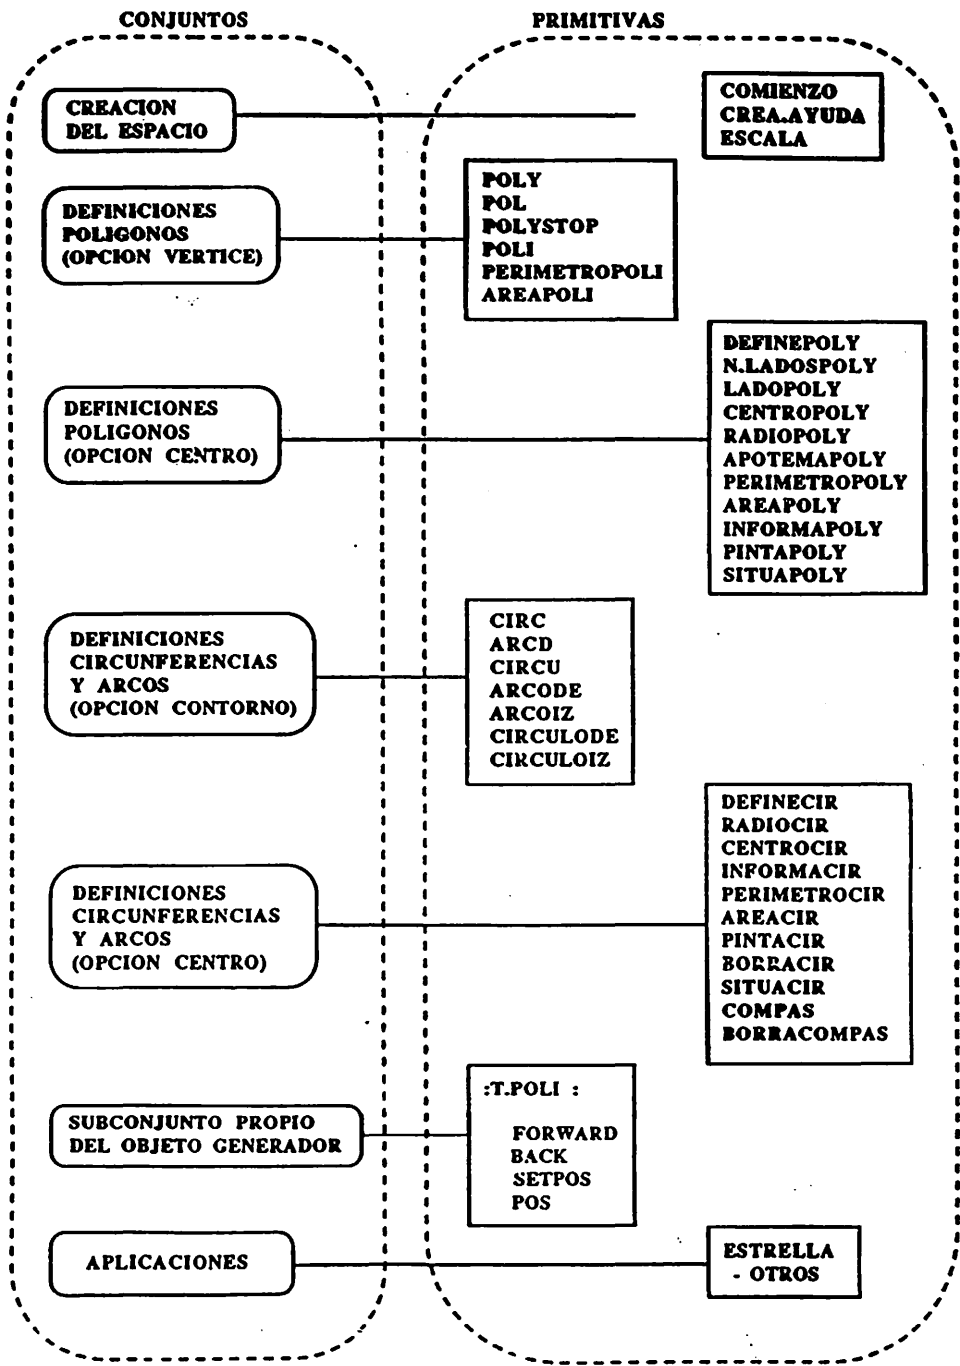 CONJUNTOS
PRIMITIVAS
CREACION
DEL ESPACIO
COMIENZO
CREA.AYUDA
ESCALA
DEFINICIONES
POLIGONOS
(OPCION VERTICE)
POLY
POL
POLYSTOP
POLI
PERIMETROPOLI
AREAPOLI
DEFINICIONES
POLIGONOS
(OPCION CENTRO)
DEFINEPOLY
N.LADOSPOLY
LADOPOLY
CENTROPOLY
RADIOPOLY
APOTEMAPOLY
PERIMETROPOLY
AREAPOLY
INFORMAPOLY
PINTAPOLY
SITUAPOLY
DEFINICIONES
CIRCUNFERENCIAS
Y ARCOS
(OPCION CONTORNO)
CIRC
ARCD
CIRCU
ARCODE
ARCOIZ
CIRCULODE
CIRCULOIZ
DEFINICIONES
CIRCUNFERENCIAS
Y ARCOS
(OPCION CENTRO)
DEFINECIR
RADIOCIR
CENTROCIR
INFORMACIR
PERIMETROCIR
AREACIR
PINTACIR
BORRACIR
SITUACIR
COMPAS
BORRACOMPAS
SUBCONJUNTO PROPIO
DEL OBJETO GENERADOR
:T.POLI :
FORWARD
BACK
SETPOS
POS
APLICACIONES
ESTRELLA
- OTROS